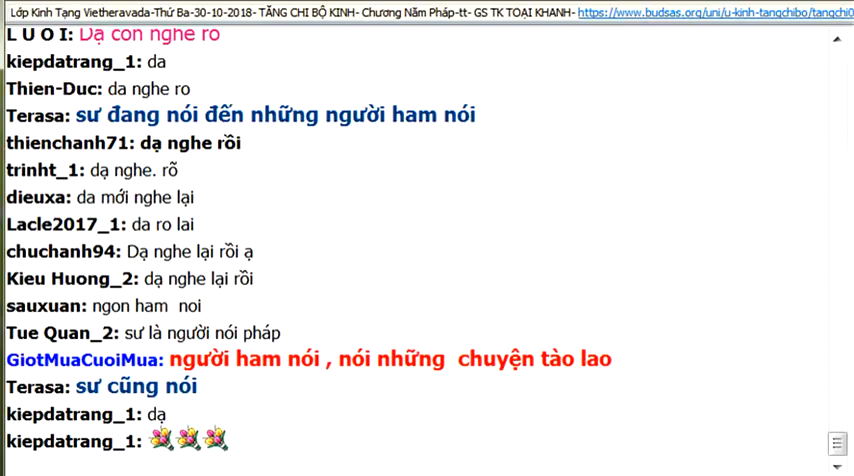 Lớp Kinh Tạng Vietheravada-Thứ Ba-30-10-2018- TĂNG CHI BỘ KINH- Chương Năm Pháp-tt- GS TK TOẠI KHANH- https://www.budsas.org/uni/u-kinh-tangchibo/tangchi0
L U O I: Dạ con nghe ro
kiepdatrang_1: da
Thien-Duc: da nghe ro
Terasa: sư đang nói đến những người ham nói
thienchanh71: dạ nghe rồi
trinht_1: dạ nghe. rõ
dieuxa: da mới nghe lại
Lacle2017_1: da ro lai
chuchanh94: Dạ nghe lại rồi ạ
Kieu Huong_2: dạ nghe lại rồi
sauxuan: ngon ham noi
Tue Quan_2: sư là người nói pháp
GiotMuaCuoiMua: người ham nói , nói những chuyện tào lao
Terasa: sư cũng nói
kiepdatrang_1: dạ
kiepdatrang_1: